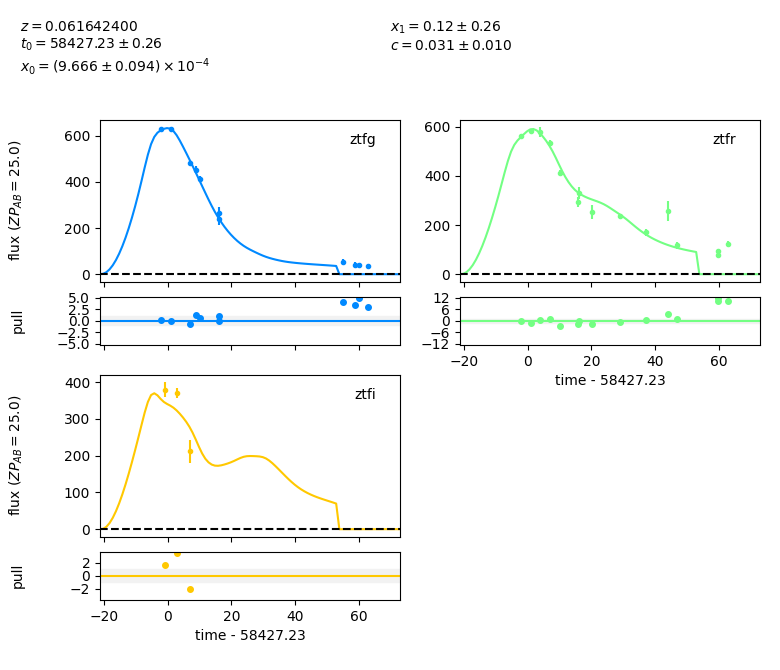 z = 0.061642400
t₀ = 58427.23 ± 0.26
x₀ = (9.666 ± 0.094) × 10⁻⁴
x₁ = 0.12 ± 0.26
c = 0.031 ± 0.010
flux (ZP_AB = 25.0)
600
400
200
0
ztfg
600
400
200
0
ztfr
pull
5.0
2.5
0.0
−2.5
−5.0
12
6
0
−6
−12
−20 0 20 40 60
time - 58427.23
flux (ZP_AB = 25.0)
400
300
200
100
0
ztfi
pull
2
0
−2
−20 0 20 40 60
time - 58427.23